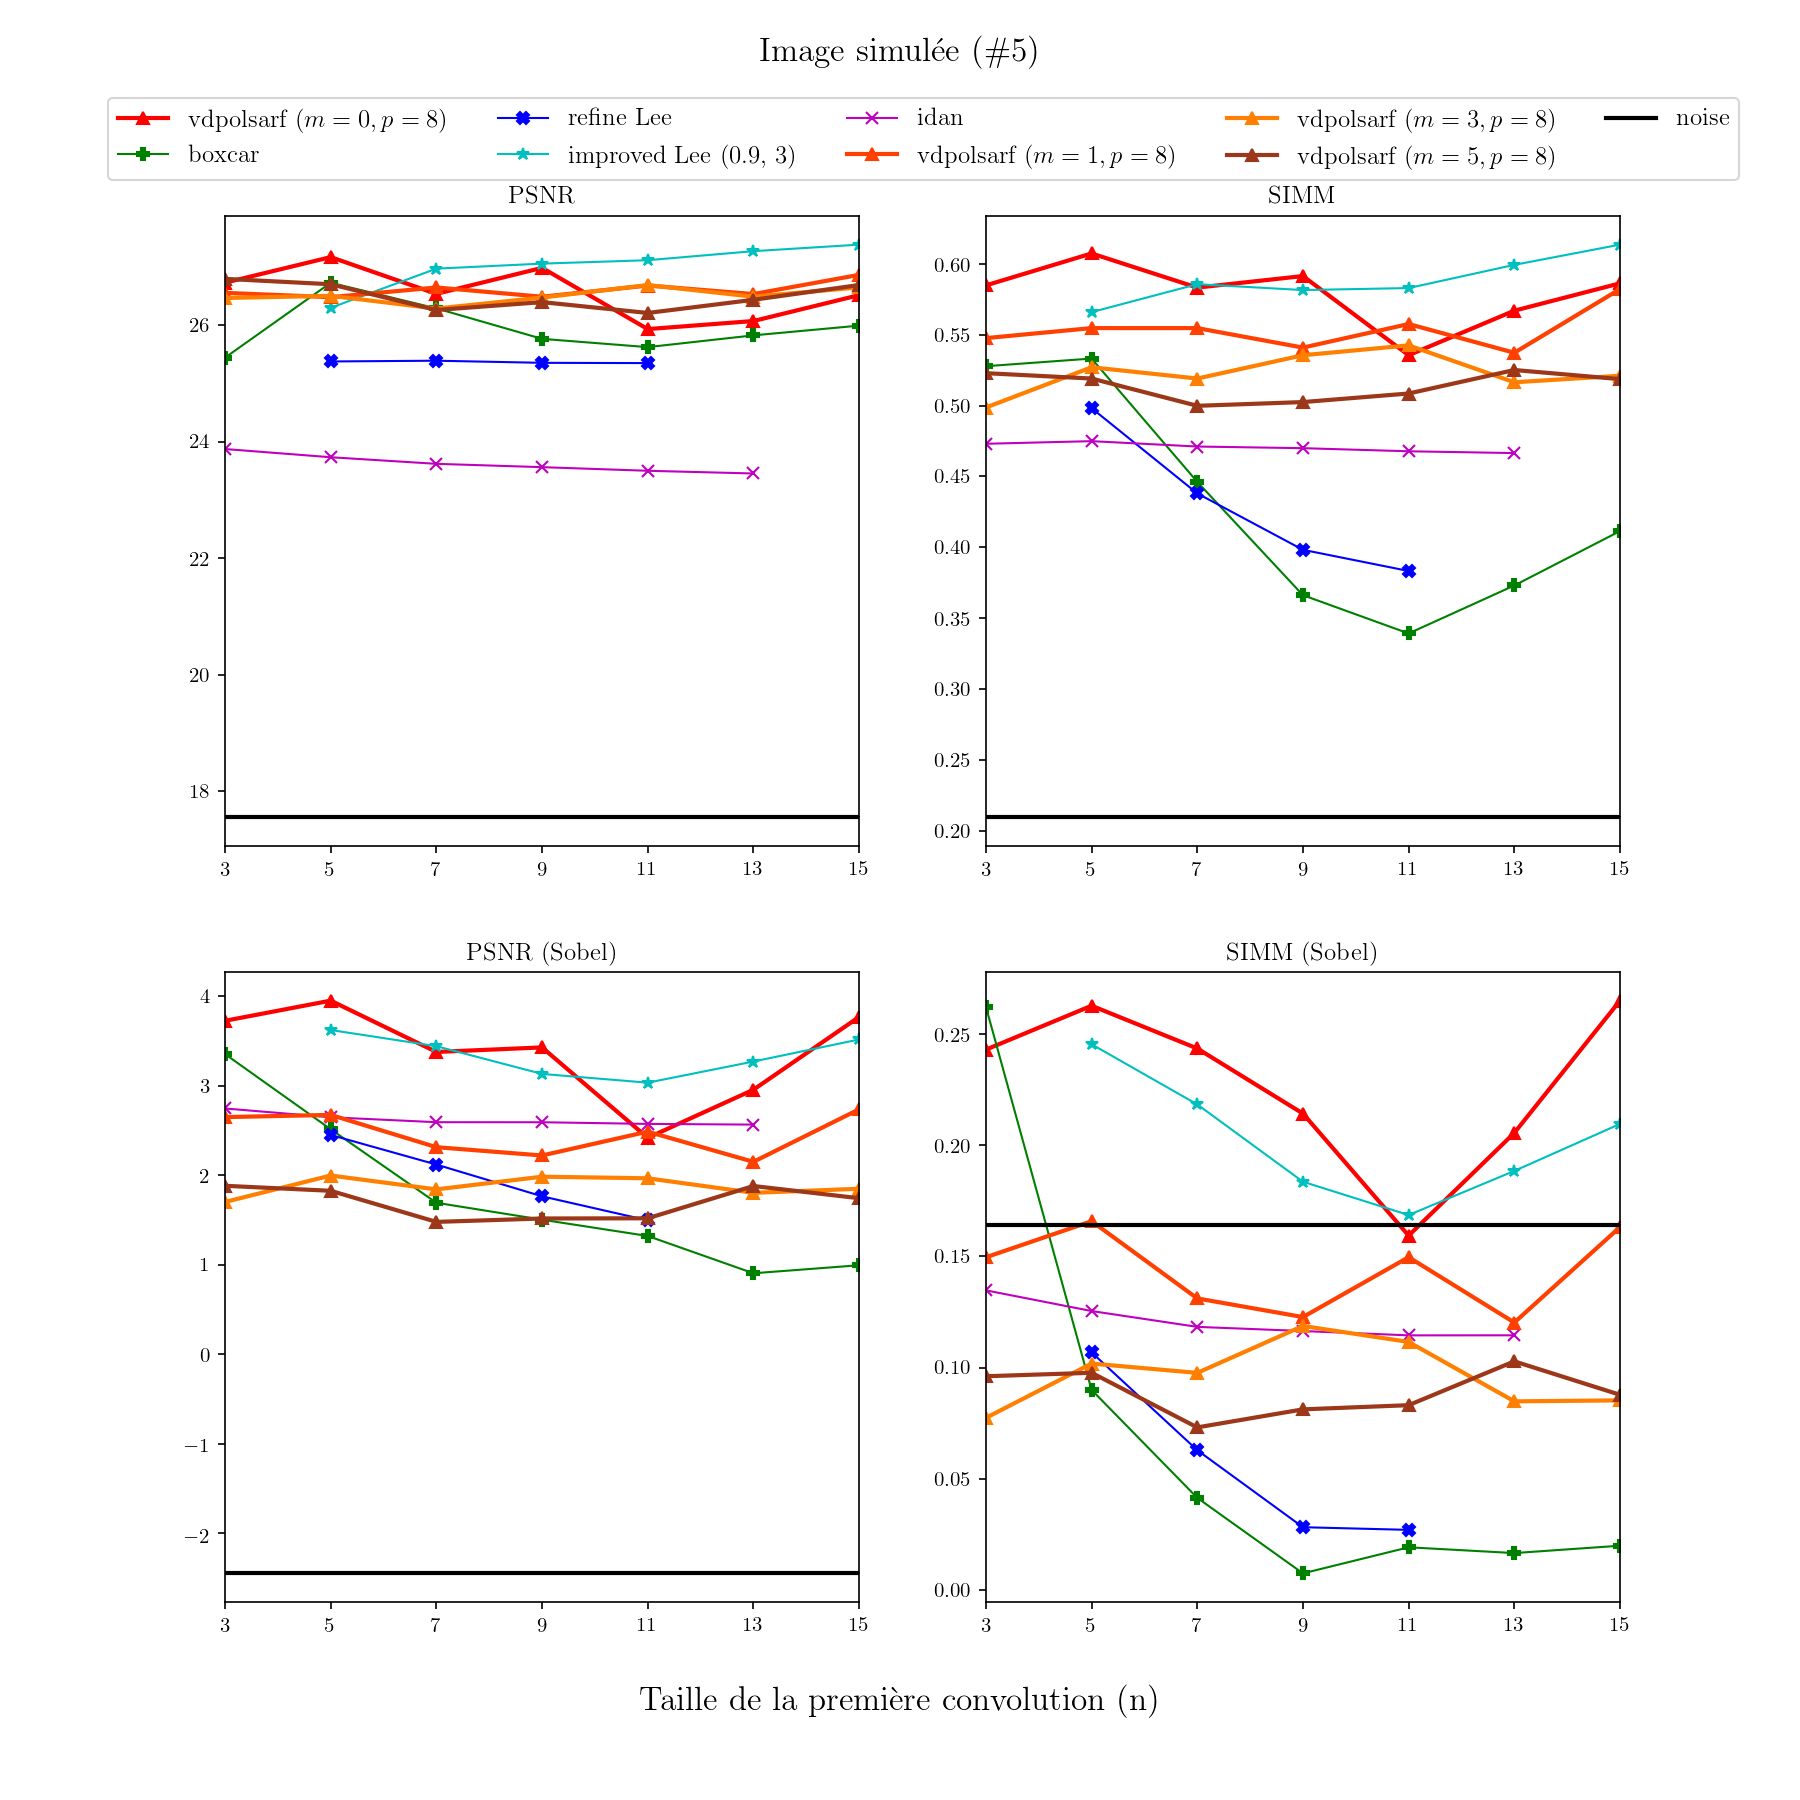 Image simulée (#5)
vdpolsarf (m = 0, p = 8)
boxcar
refine Lee
improved Lee (0.9, 3)
idan
vdpolsarf (m = 1, p = 8)
vdpolsarf (m = 3, p = 8)
vdpolsarf (m = 5, p = 8)
noise
PSNR
26
24
22
20
18
3 5 7 9 11 13 15
SIMM
0.60
0.55
0.50
0.45
0.40
0.35
0.30
0.25
0.20
3 5 7 9 11 13 15
PSNR (Sobel)
4
3
2
1
0
−1
−2
3 5 7 9 11 13 15
SIMM (Sobel)
0.25
0.20
0.15
0.10
0.05
0.00
3 5 7 9 11 13 15
Taille de la première convolution (n)